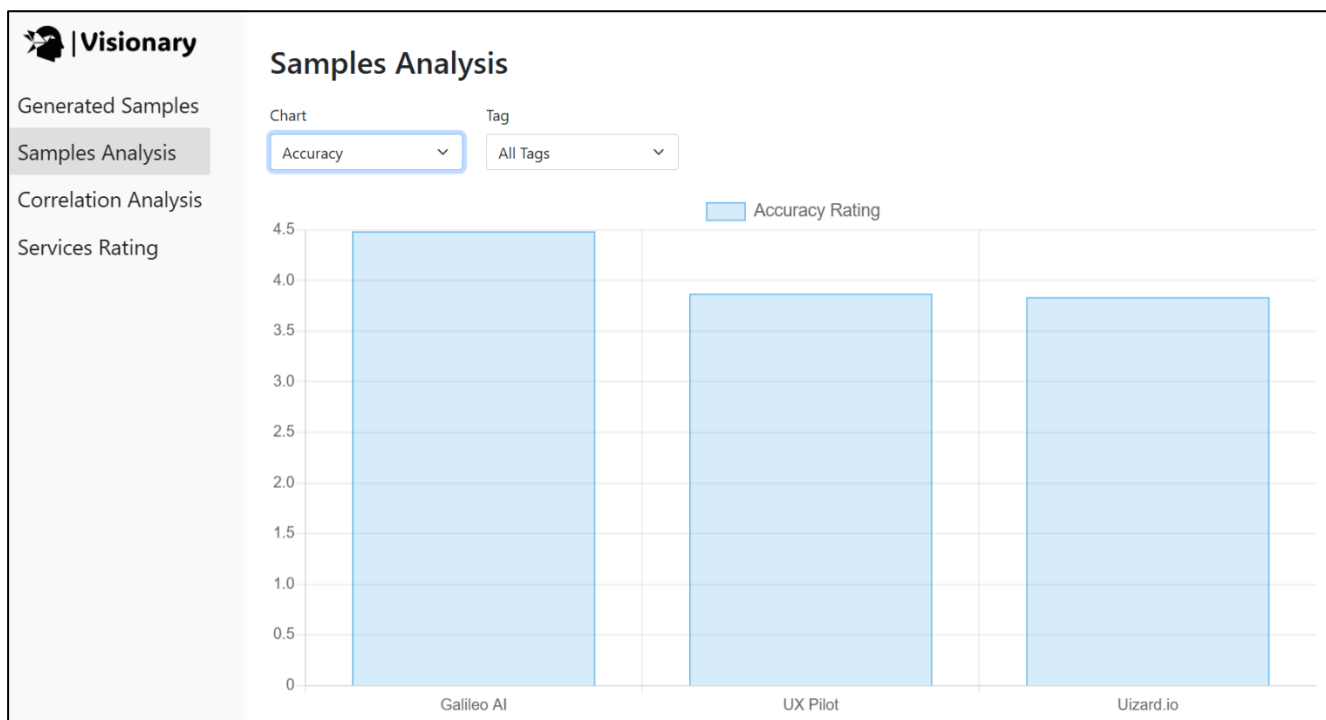 | Visionary
Generated Samples
Samples Analysis
Correlation Analysis
Services Rating
Samples Analysis
Chart
Tag
Accuracy
All Tags
Accuracy Rating
4.5
4.0
3.5
3.0
2.5
2.0
1.5
1.0
0.5
0
Galileo AI
UX Pilot
Uizard.io